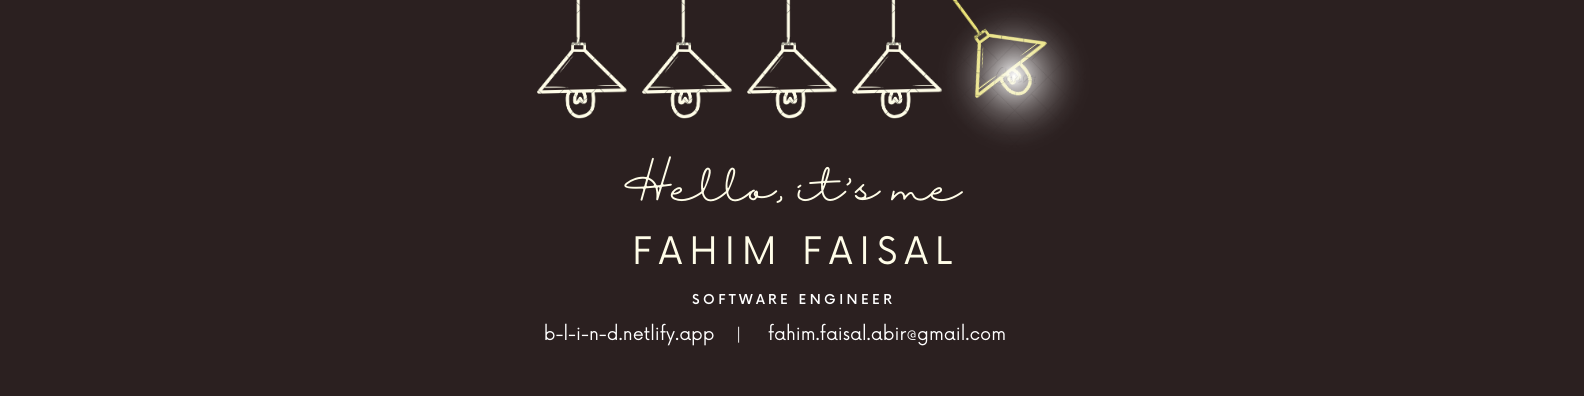 Hello, it's me
FAHIM FAISAL
SOFTWARE ENGINEER
b-l-i-n-d.netlify.app | fahim.faisal.abir@gmail.com